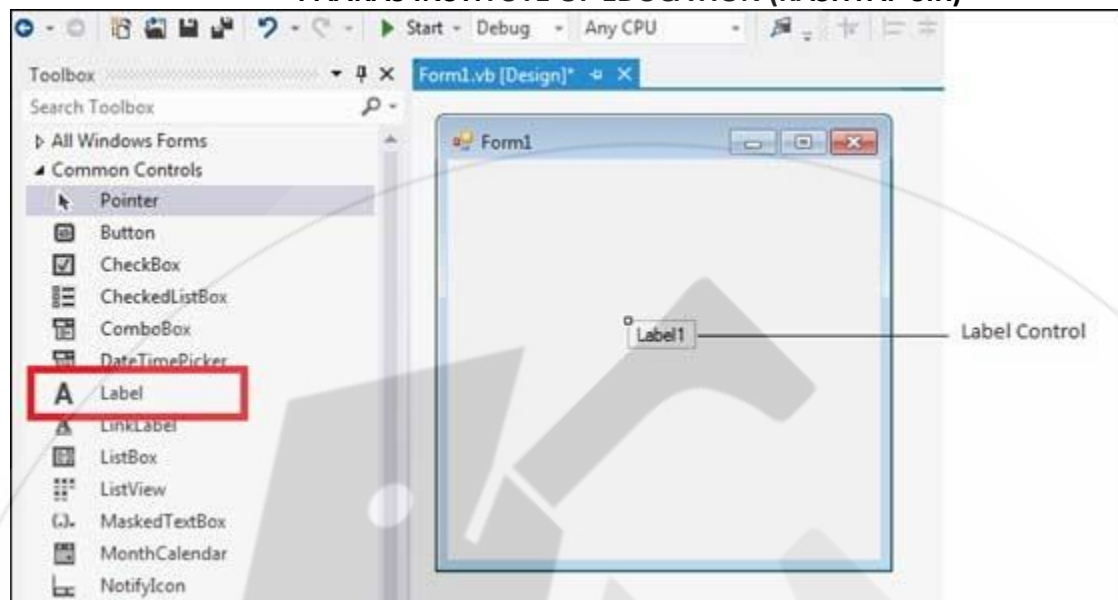 Start Debug Any CPU
Toolbox
Form1.vb [Design]*
Search Toolbox
All Windows Forms
Common Controls
Pointer
Button
CheckBox
CheckedListBox
ComboBox
DateTimePicker
Label
LinkLabel
ListBox
ListView
MaskedTextBox
MonthCalendar
NotifyIcon
Form1
Label1
Label Control